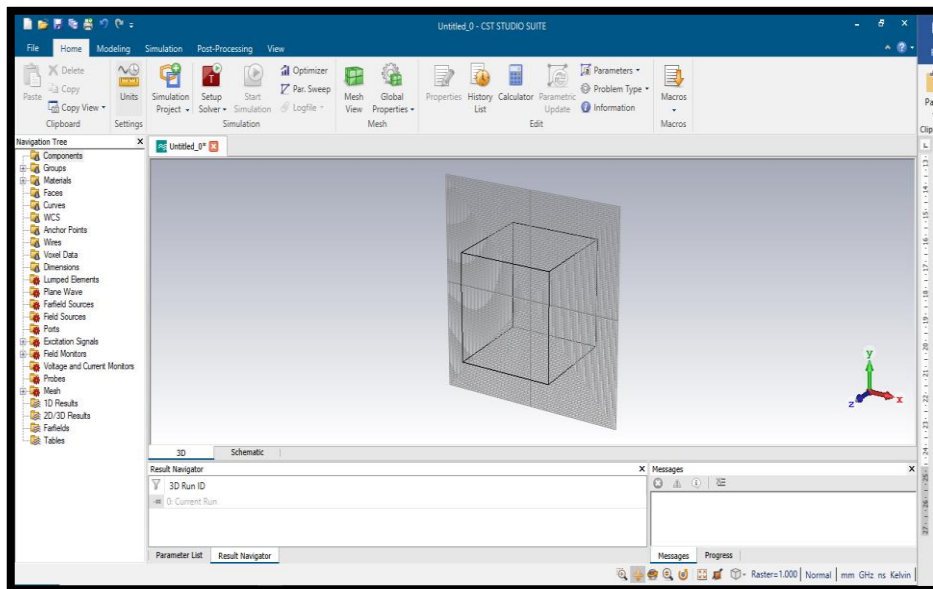 Untitled_0 - CST STUDIO SUITE
File Home Modeling Simulation Post-Processing View
Paste
Delete
Copy
Copy View
Clipboard
Units
Settings
Simulation Project
Setup Solver
Start Simulation
Optimizer
Par. Sweep
Logfile
Simulation
Mesh View
Global Properties
Mesh
Properties
History List
Calculator
Parametric Update
Parameters
Problem Type
Information
Edit
Macros
Macros
Clip
Navigation Tree
Components
Groups
Materials
Faces
Curves
WCS
Anchor Points
Wires
Voxel Data
Dimensions
Lumped Elements
Plane Wave
Farfield Sources
Field Sources
Ports
Excitation Signals
Field Monitors
Voltage and Current Monitors
Probes
Mesh
1D Results
2D/3D Results
Farfields
Tables
Untitled_0*
y
z x
3D Schematic
Result Navigator
3D Run ID
0: Current Run
Parameter List Result Navigator
Messages
Messages Progress
Raster=1.000 Normal mm GHz ns Kelvin